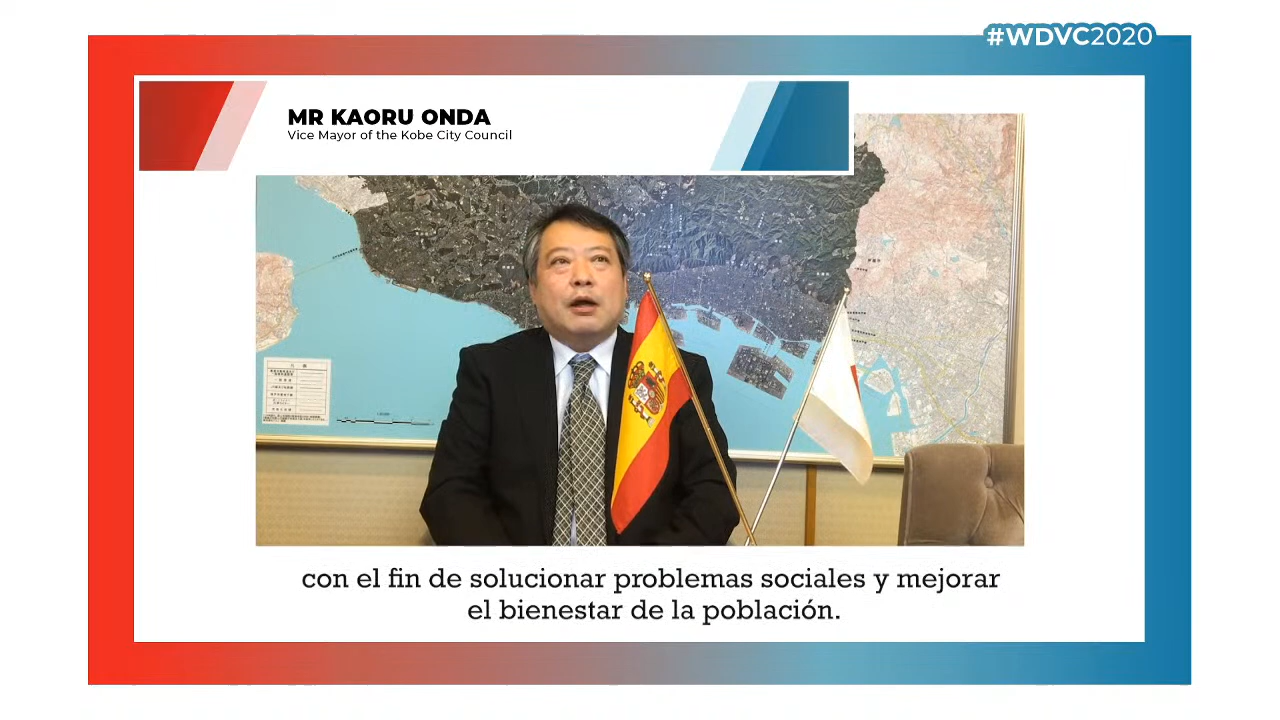 #WDVC2020
MR KAORU ONDA
Vice Mayor of the Kobe City Council
con el fin de solucionar problemas sociales y mejorar
el bienestar de la población.